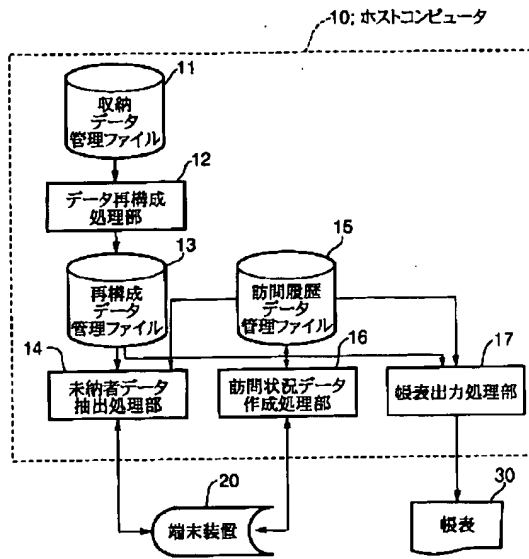 10; ホストコンピュータ
11
収納
データ
管理ファイル
12
データ再構成
処理部
13
再構成
データ
管理ファイル
15
訪問履歴
データ
管理ファイル
14
未納者データ
抽出処理部
16
訪問状況データ
作成処理部
17
帳表出力処理部
20
端末装置
30
帳表